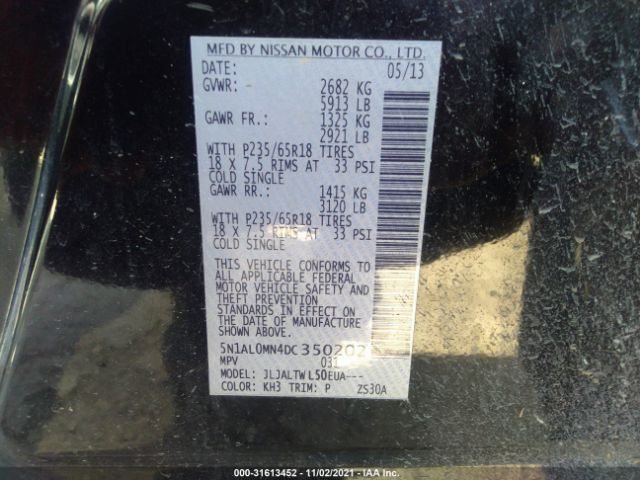 MFD BY NISSAN MOTOR CO., LTD.
DATE: 05/13
GVWR: 2682 KG
5913 LB
GAWR FR.: 1325 KG
2921 LB
WITH P235/65R18 TIRES
18 X 7.5 RIMS AT 33 PSI
COLD SINGLE
GAWR RR.: 1415 KG
3120 LB
WITH P235/65R18 TIRES
18 X 7.5 RIMS AT 33 PSI
COLD SINGLE
THIS VEHICLE CONFORMS TO
ALL APPLICABLE FEDERAL
MOTOR VEHICLE SAFETY AND
THEFT PREVENTION
STANDARDS IN EFFECT ON
THE DATE OF MANUFACTURE
SHOWN ABOVE.
5N1AL0MN4DC350202
MPV 031
MODEL: JLJALTWL50EUA---
COLOR: KH3 TRIM: P ZS30A
000-31613452 - 11/02/2021 - IAA Inc.